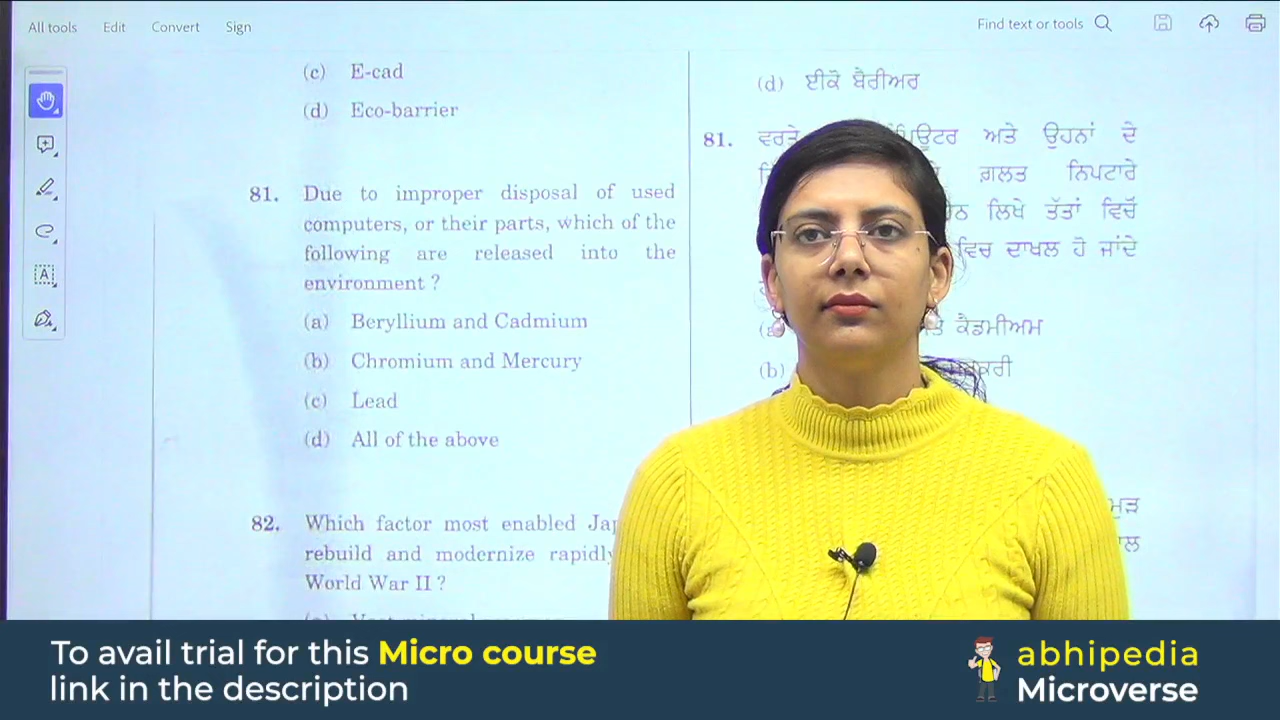 All tools Edit Convert Sign
Find text or tools
(c) E-cad
(d) Eco-barrier
81. Due to improper disposal of used
computers, or their parts, which of the
following are released into the
environment ?
(a) Beryllium and Cadmium
(b) Chromium and Mercury
(c) Lead
(d) All of the above
82. Which factor most enabled
rebuild and modernize rapidly
World War II ?
(d) ਈਕੋ ਬੈਰੀਅਰ
81. ਵਰਤੇ ਅਤੇ ਉਹਨਾਂ ਦੇ
ਗ਼ਲਤ ਨਿਪਟਾਰੇ
ਲਿਖੇ ਤੱਤਾਂ ਵਿਚੋਂ
ਵਿਚ ਦਾਖਲ ਹੋ ਜਾਂਦੇ
ਕੈਡਮੀਅਮ
(b)
To avail trial for this Micro course
link in the description
abhipedia
Microverse